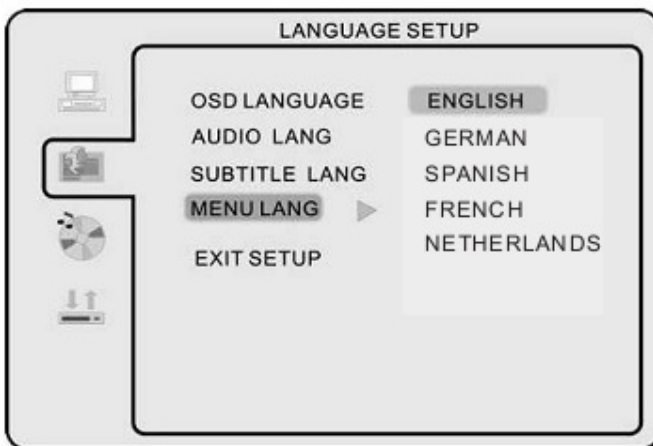 LANGUAGE SETUP
OSD LANGUAGE ENGLISH
AUDIO LANG GERMAN
SUBTITLE LANG SPANISH
MENU LANG FRENCH
NETHERLANDS
EXIT SETUP